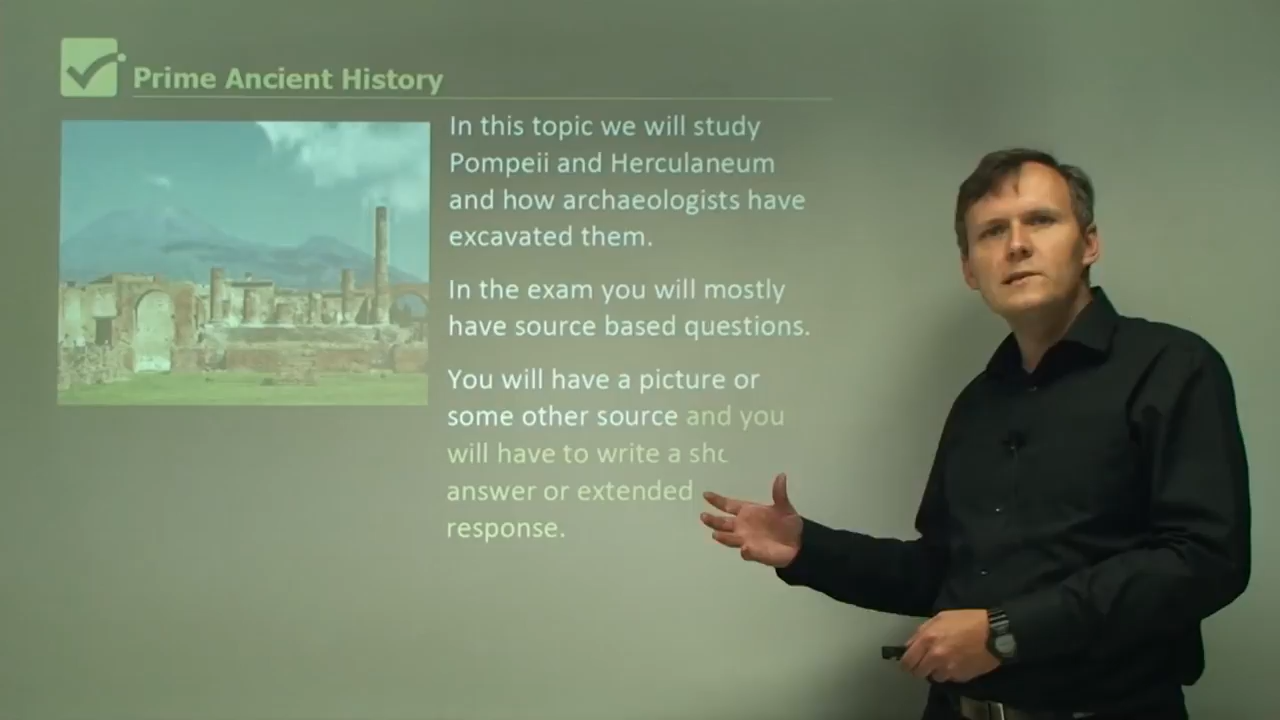 Prime Ancient History
In this topic we will study
Pompeii and Herculaneum
and how archaeologists have
excavated them.
In the exam you will mostly
have source based questions.
You will have a picture or
some other source and you
will have to write a
answer or extended
response.